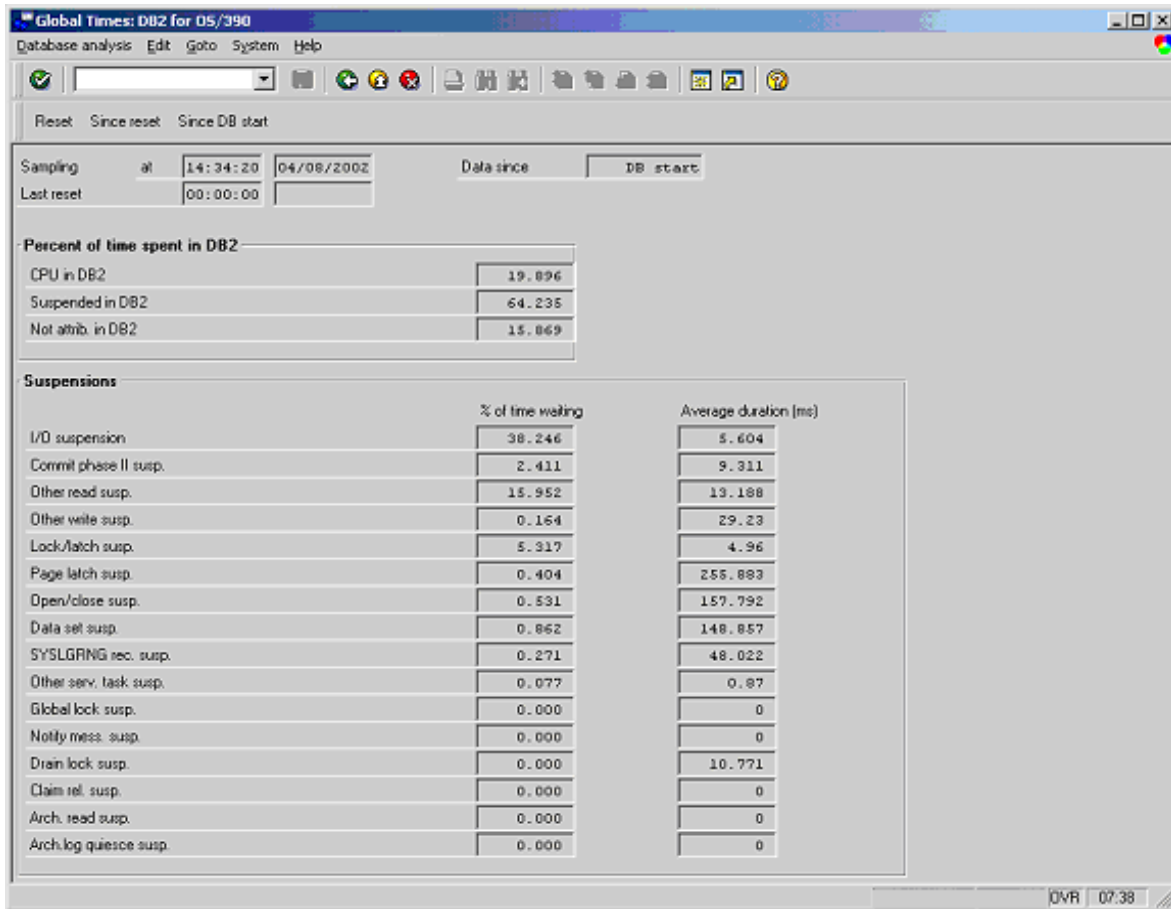 Global Times: DB2 for OS/390
Database analysis Edit Goto System Help
Reset Since reset Since DB start
Sampling at 14:34:20 04/08/2002 Data since DB start
Last reset 00:00:00
Percent of time spent in DB2
CPU in DB2 19.896
Suspended in DB2 64.235
Not attrib. in DB2 15.869
Suspensions
% of time waiting Average duration (ms)
I/O suspension 38.246 5.604
Commit phase II susp. 2.411 9.311
Other read susp. 15.952 13.188
Other write susp. 0.164 29.23
Lock/latch susp. 5.317 4.96
Page latch susp. 0.404 255.883
Open/close susp. 0.531 157.792
Data set susp. 0.862 148.857
SYSLGRNG rec. susp. 0.271 48.022
Other serv. task susp. 0.077 0.87
Global lock susp. 0.000 0
Notify mess. susp. 0.000 0
Drain lock susp. 0.000 10.771
Claim rel. susp. 0.000 0
Arch. read susp. 0.000 0
Arch.log quiesce susp. 0.000 0
OVR 07:38